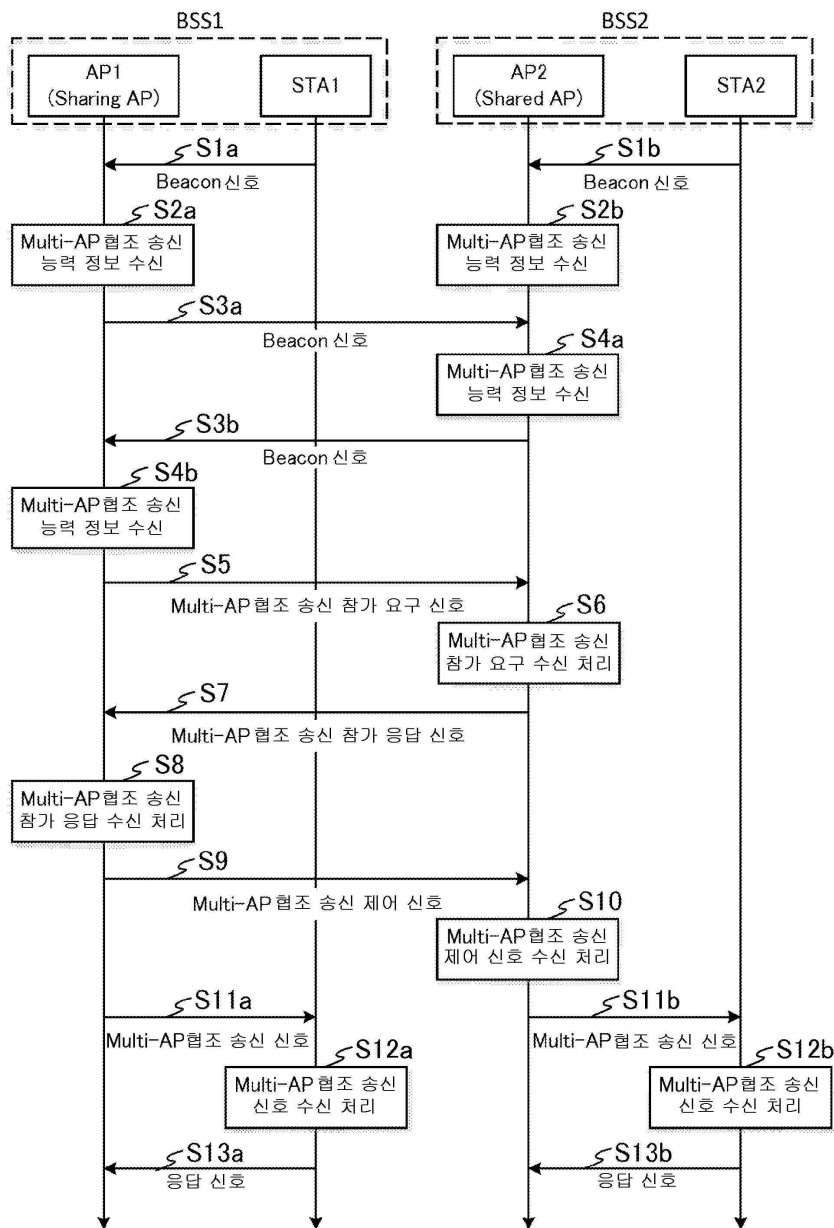 BSS1
BSS2
AP1
(Sharing AP)
STA1
AP2
(Shared AP)
STA2
S1a
Beacon 신호
S1b
Beacon 신호
S2a
Multi-AP 협조 송신
능력 정보 수신
S2b
Multi-AP 협조 송신
능력 정보 수신
S3a
Beacon 신호
S4a
Multi-AP 협조 송신
능력 정보 수신
S3b
Beacon 신호
S4b
Multi-AP 협조 송신
능력 정보 수신
S5
Multi-AP 협조 송신 참가 요구 신호
S6
Multi-AP 협조 송신
참가 요구 수신 처리
S7
Multi-AP 협조 송신 참가 응답 신호
S8
Multi-AP 협조 송신
참가 응답 수신 처리
S9
Multi-AP 협조 송신 제어 신호
S10
Multi-AP 협조 송신
제어 신호 수신 처리
S11a
Multi-AP 협조 송신 신호
S11b
Multi-AP 협조 송신 신호
S12a
Multi-AP 협조 송신
신호 수신 처리
S12b
Multi-AP 협조 송신
신호 수신 처리
S13a
응답 신호
S13b
응답 신호